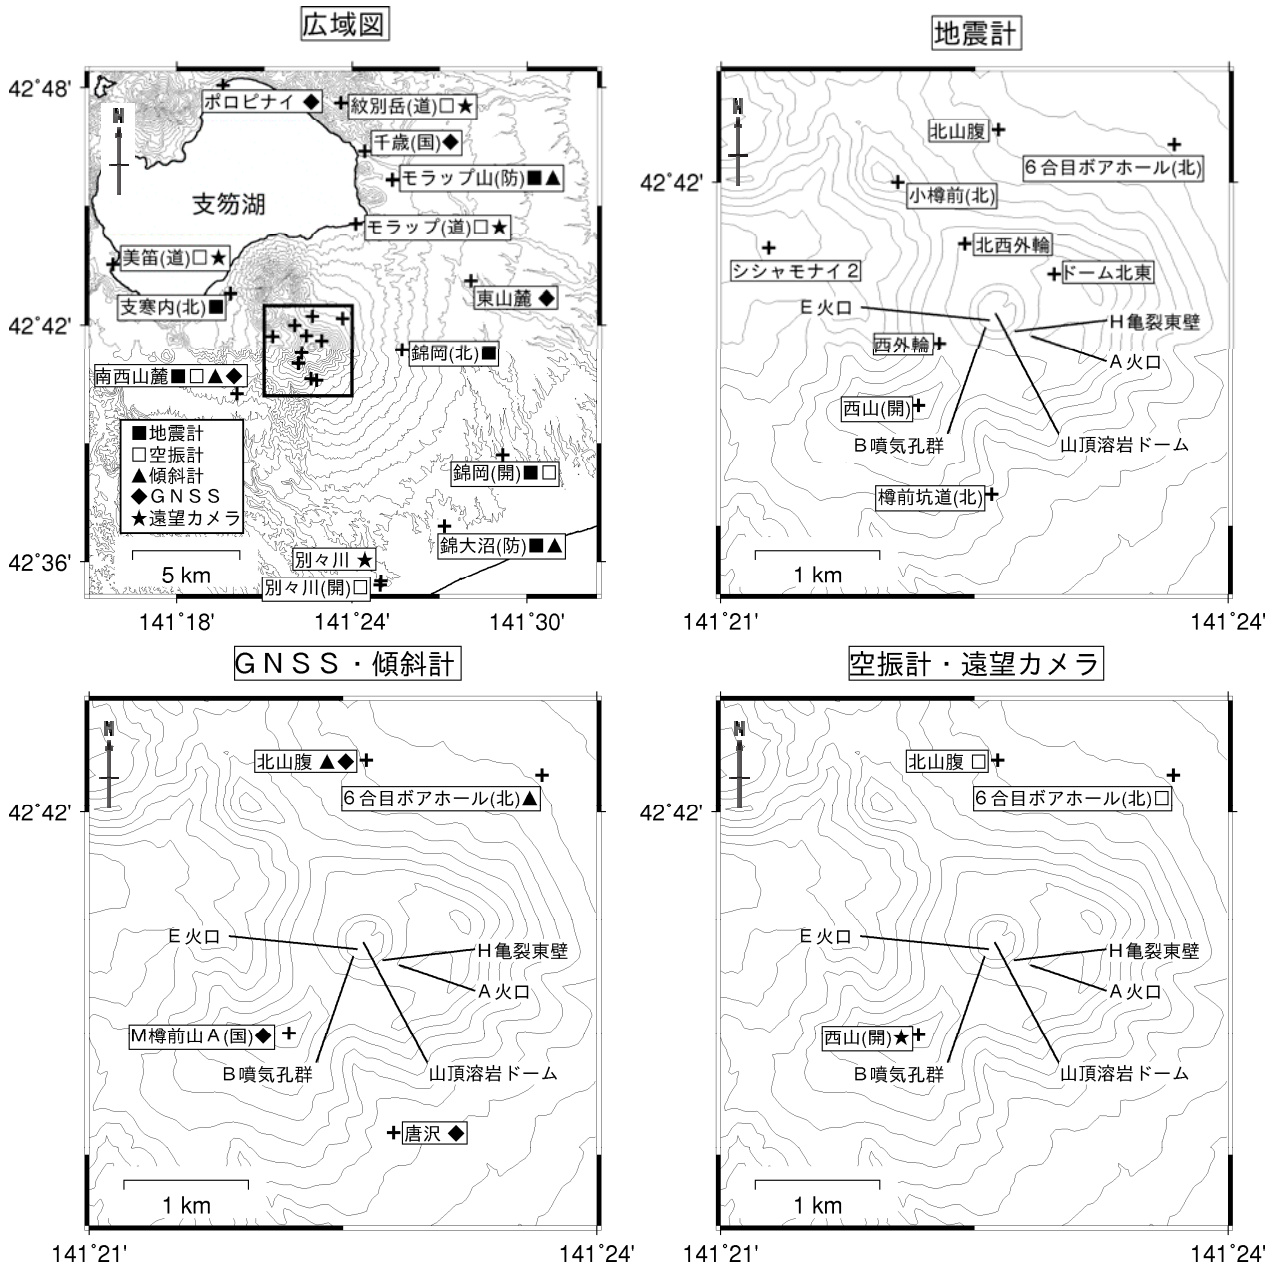 広域図
42˚48'
N
ポロピナイ ◆
紋別岳(道)□★
千歳(国)◆
モラップ山(防)■▲
支笏湖
モラップ(道)□★
美笛(道)□★
支寒内(北)■
東山麓 ◆
42˚42'
錦岡(北)■
南西山麓■□▲◆
■地震計
□空振計
▲傾斜計
◆ＧＮＳＳ
★遠望カメラ
錦岡(開)■□
錦大沼(防)■▲
別々川 ★
別々川(開)□
42˚36'
5 km
141˚18'
141˚24'
141˚30'
地震計
N
北山腹
６合目ボアホール(北)
42˚42'
小樽前(北)
北西外輪
シシャモナイ２
ドーム北東
Ｅ火口
Ｈ亀裂東壁
西外輪
Ａ火口
西山(開)
Ｂ噴気孔群
山頂溶岩ドーム
樽前坑道(北)
1 km
141˚21'
141˚24'
ＧＮＳＳ・傾斜計
N
北山腹 ▲◆
６合目ボアホール(北)▲
42˚42'
Ｅ火口
Ｈ亀裂東壁
Ａ火口
Ｍ樽前山Ａ(国)◆
Ｂ噴気孔群
山頂溶岩ドーム
唐沢 ◆
1 km
141˚21'
141˚24'
空振計・遠望カメラ
N
北山腹 □
６合目ボアホール(北)□
42˚42'
Ｅ火口
Ｈ亀裂東壁
Ａ火口
西山(開)★
Ｂ噴気孔群
山頂溶岩ドーム
1 km
141˚21'
141˚24'